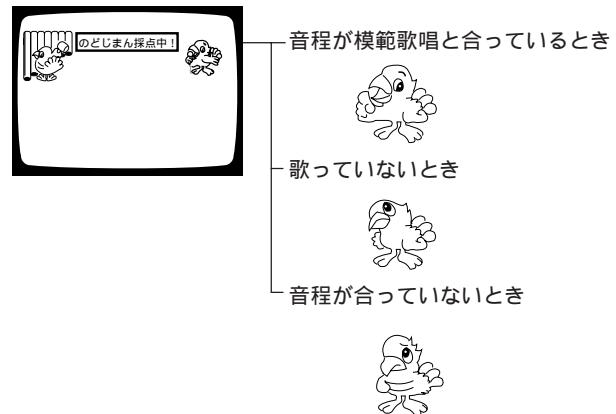 のどじまん採点中！
音程が模範歌唱と合っているとき
歌っていないとき
音程が合っていないとき